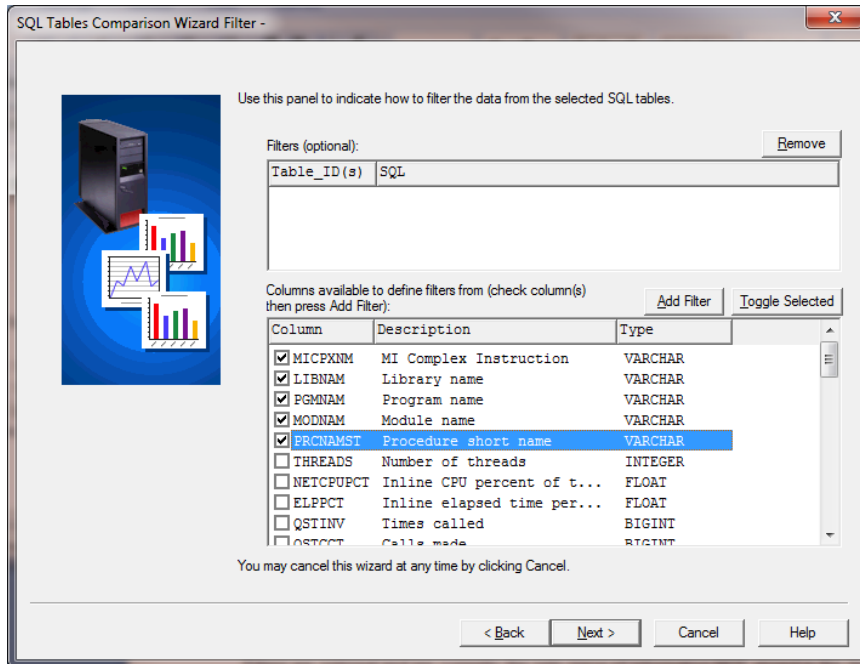 SQL Tables Comparison Wizard Filter -
Use this panel to indicate how to filter the data from the selected SQL tables.
Filters (optional):
Remove
Table_ID(s) SQL
Columns available to define filters from (check column(s)
then press Add Filter):
Add Filter
Toggle Selected
Column Description Type
MICPXNM MI Complex Instruction VARCHAR
LIBNAM Library name VARCHAR
PGMNAM Program name VARCHAR
MODNAM Module name VARCHAR
PRCNAMST Procedure short name VARCHAR
THREADS Number of threads INTEGER
NETCPUPCT Inline CPU percent of t... FLOAT
ELPPCT Inline elapsed time per... FLOAT
QSTINV Times called BIGINT
QSTCCT Calls made BIGINT
You may cancel this wizard at any time by clicking Cancel.
< Back Next > Cancel Help